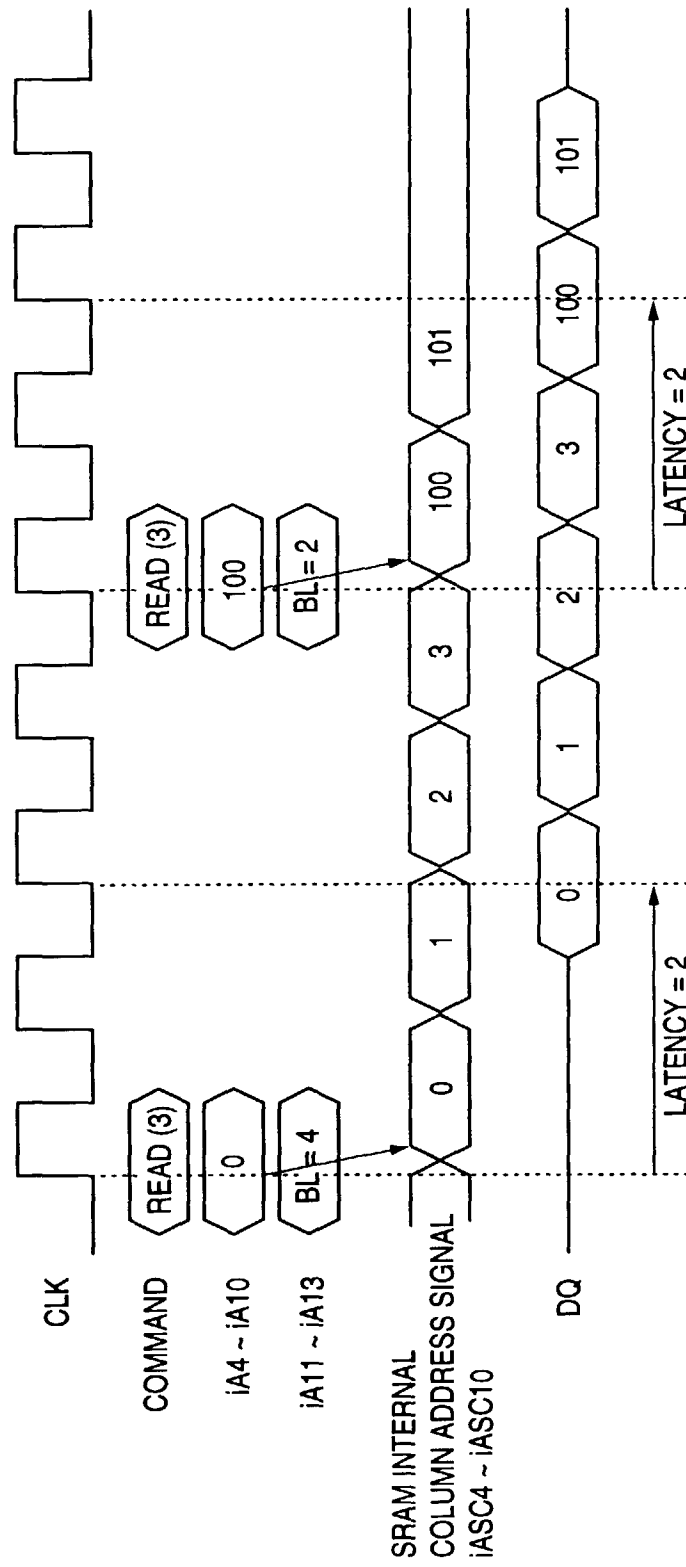 CLK
COMMAND
READ (3)
READ (3)
iA4 ~ iA10
0
100
iA11 ~ iA13
BL = 4
BL = 2
SRAM INTERNAL
COLUMN ADDRESS SIGNAL
iASC4 ~ iASC10
0
1
2
3
100
101
DQ
0
1
2
3
100
101
LATENCY = 2
LATENCY = 2